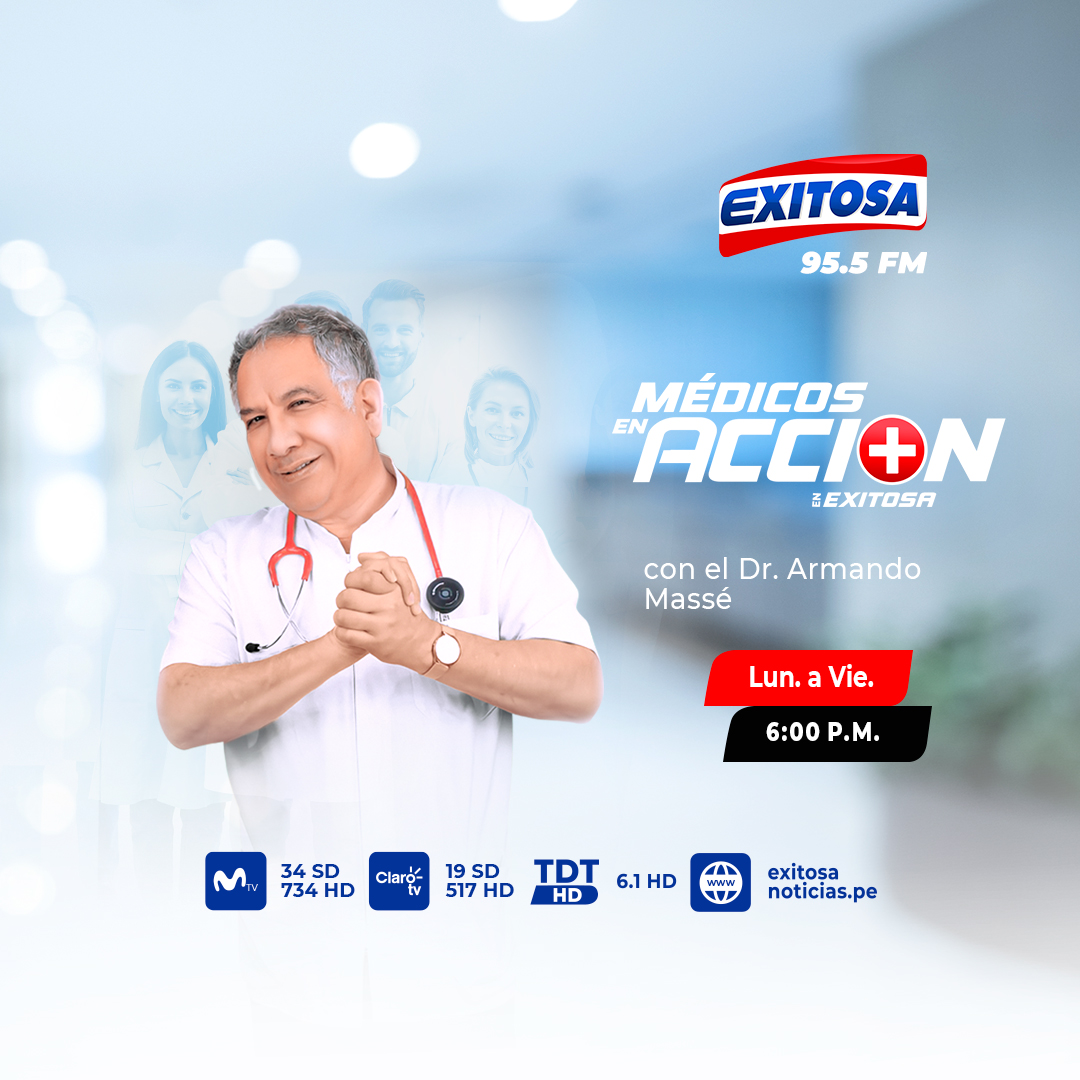 EXITOSA
95.5 FM
MÉDICOS
EN ACCION
EN EXITOSA
con el Dr. Armando
Massé
Lun. a Vie.
6:00 P.M.
TV
34 SD
734 HD
Claro
tv
19 SD
517 HD
TDT
HD
6.1 HD
www
exitosa
noticias.pe